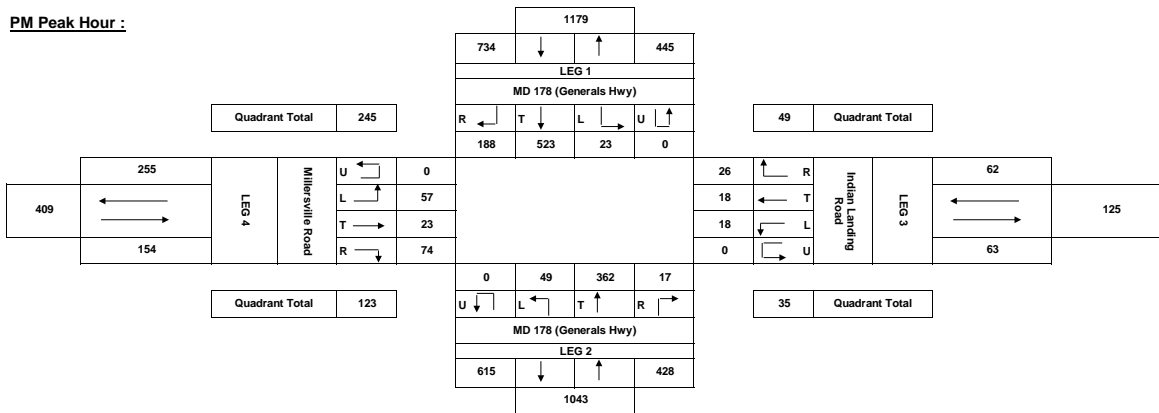 PM Peak Hour :
1179
734 445
LEG 1
MD 178 (Generals Hwy)
Quadrant Total 245
R T L U
49 Quadrant Total
188 523 23 0
255
U 0
26 R
62
409
LEG 4
Millersville Road
L 57
18 T
Indian Landing
Road
LEG 3
125
T 23
18 L
154
R 74
0 U
63
0 49 362 17
Quadrant Total 123
U L T R
35 Quadrant Total
MD 178 (Generals Hwy)
LEG 2
615 428
1043